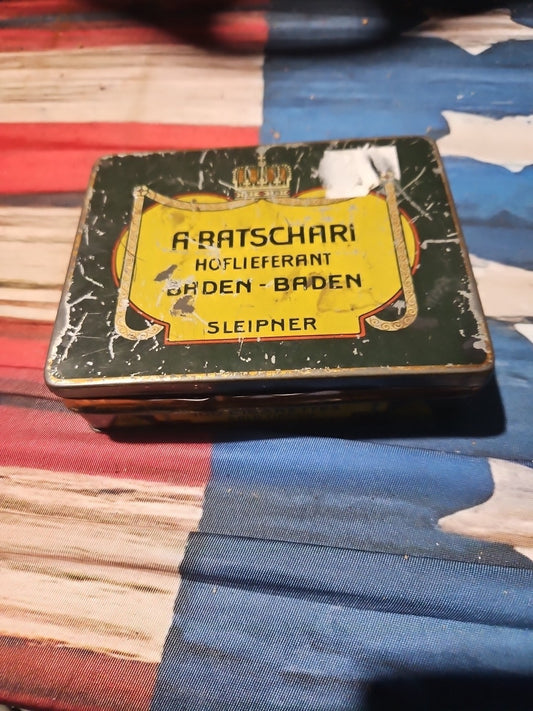 A·BATSCHARI
HOFLIEFERANT
BADEN-BADEN
SLEIPNER